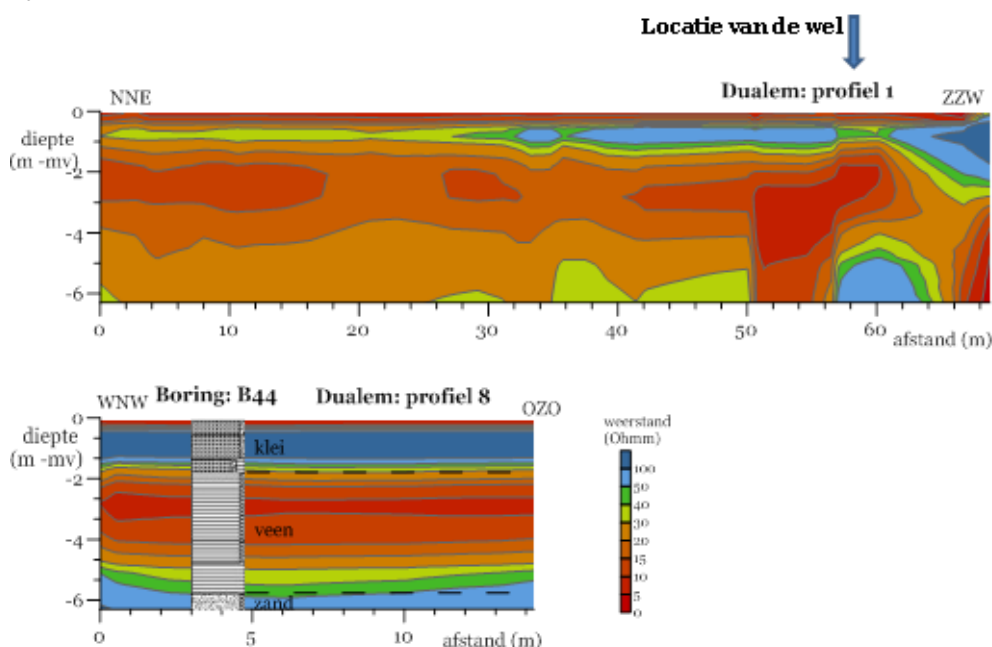 Locatie van de wel
NNE
Dualem: profiel 1
ZZW
diepte
(m -mv)
0
-2
-4
-6
0
10
20
30
40
50
60
afstand (m)
WNW
Boring: B44
Dualem: profiel 8
OZO
diepte
(m -mv)
0
-2
-4
-6
klei
veen
zand
0
5
10
afstand (m)
weerstand
(Ohmm)
100
50
40
30
20
15
10
5
0